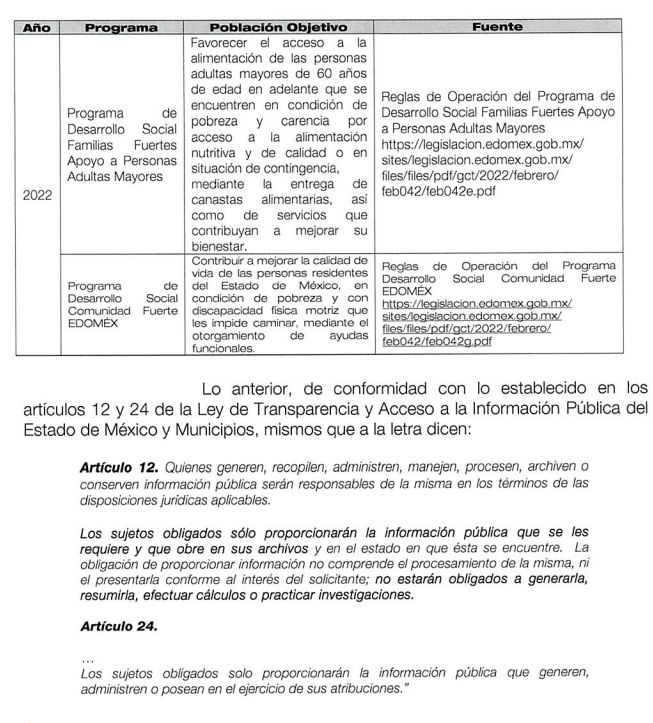 Año Programa Población Objetivo Fuente
2022
Programa de
Desarrollo Social
Familias Fuertes
Apoyo a Personas
Adultas Mayores
Favorecer el acceso a la
alimentación de las personas
adultas mayores de 60 años
de edad en adelante que se
encuentren en condición de
pobreza y carencia por
acceso a la alimentación
nutritiva y de calidad o en
situación de contingencia,
mediante la entrega de
canastas alimentarias, así
como de servicios que
contribuyan a mejorar su
bienestar.
Reglas de Operación del Programa de
Desarrollo Social Familias Fuertes Apoyo
a Personas Adultas Mayores
https://legislacion.edomex.gob.mx/
sites/legislacion.edomex.gob.mx/
files/files/pdf/gct/2022/febrero/
feb042/feb042e.pdf
Programa de
Desarrollo Social
Comunidad Fuerte
EDOMÉX
Contribuir a mejorar la calidad de
vida de las personas residentes
del Estado de México, en
condición de pobreza y con
discapacidad física motriz que
les impide caminar, mediante el
otorgamiento de ayudas
funcionales.
Reglas de Operación del Programa
Desarrollo Social Comunidad Fuerte
EDOMÉX
https://legislacion.edomex.gob.mx/
sites/legislacion.edomex.gob.mx/
files/files/pdf/gct/2022/febrero/
feb042/feb042g.pdf
Lo anterior, de conformidad con lo establecido en los
artículos 12 y 24 de la Ley de Transparencia y Acceso a la Información Pública del
Estado de México y Municipios, mismos que a la letra dicen:
Artículo 12. Quienes generen, recopilen, administren, manejen, procesen, archiven o
conserven información pública serán responsables de la misma en los términos de las
disposiciones jurídicas aplicables.
Los sujetos obligados sólo proporcionarán la información pública que se les
requiere y que obre en sus archivos y en el estado en que ésta se encuentre. La
obligación de proporcionar información no comprende el procesamiento de la misma, ni
el presentarla conforme al interés del solicitante; no estarán obligados a generarla,
resumirla, efectuar cálculos o practicar investigaciones.
Artículo 24.
...
Los sujetos obligados solo proporcionarán la información pública que generen,
administren o posean en el ejercicio de sus atribuciones."